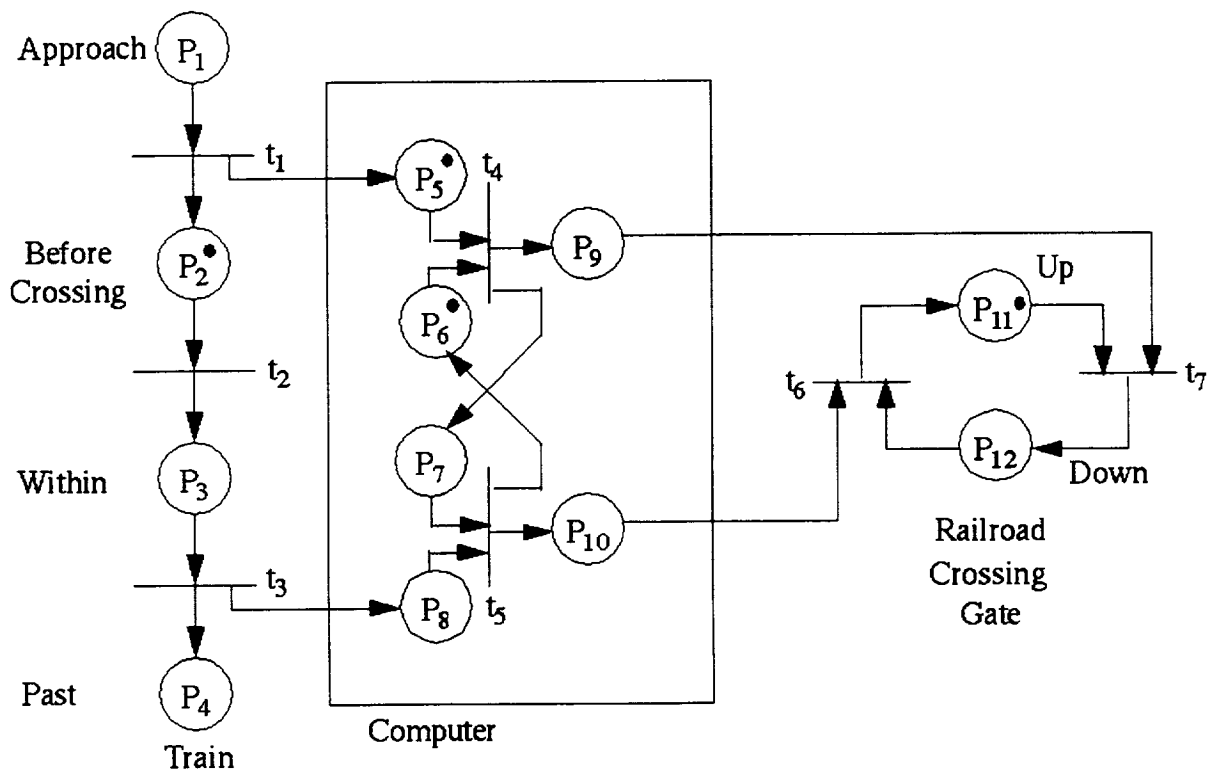 Approach
P1
t1
Before
Crossing
P2
t2
Within
P3
t3
Past
P4
Train
P5
t4
P6
P9
P7
P10
P8
t5
Computer
Up
P11
t6
t7
P12
Down
Railroad
Crossing
Gate